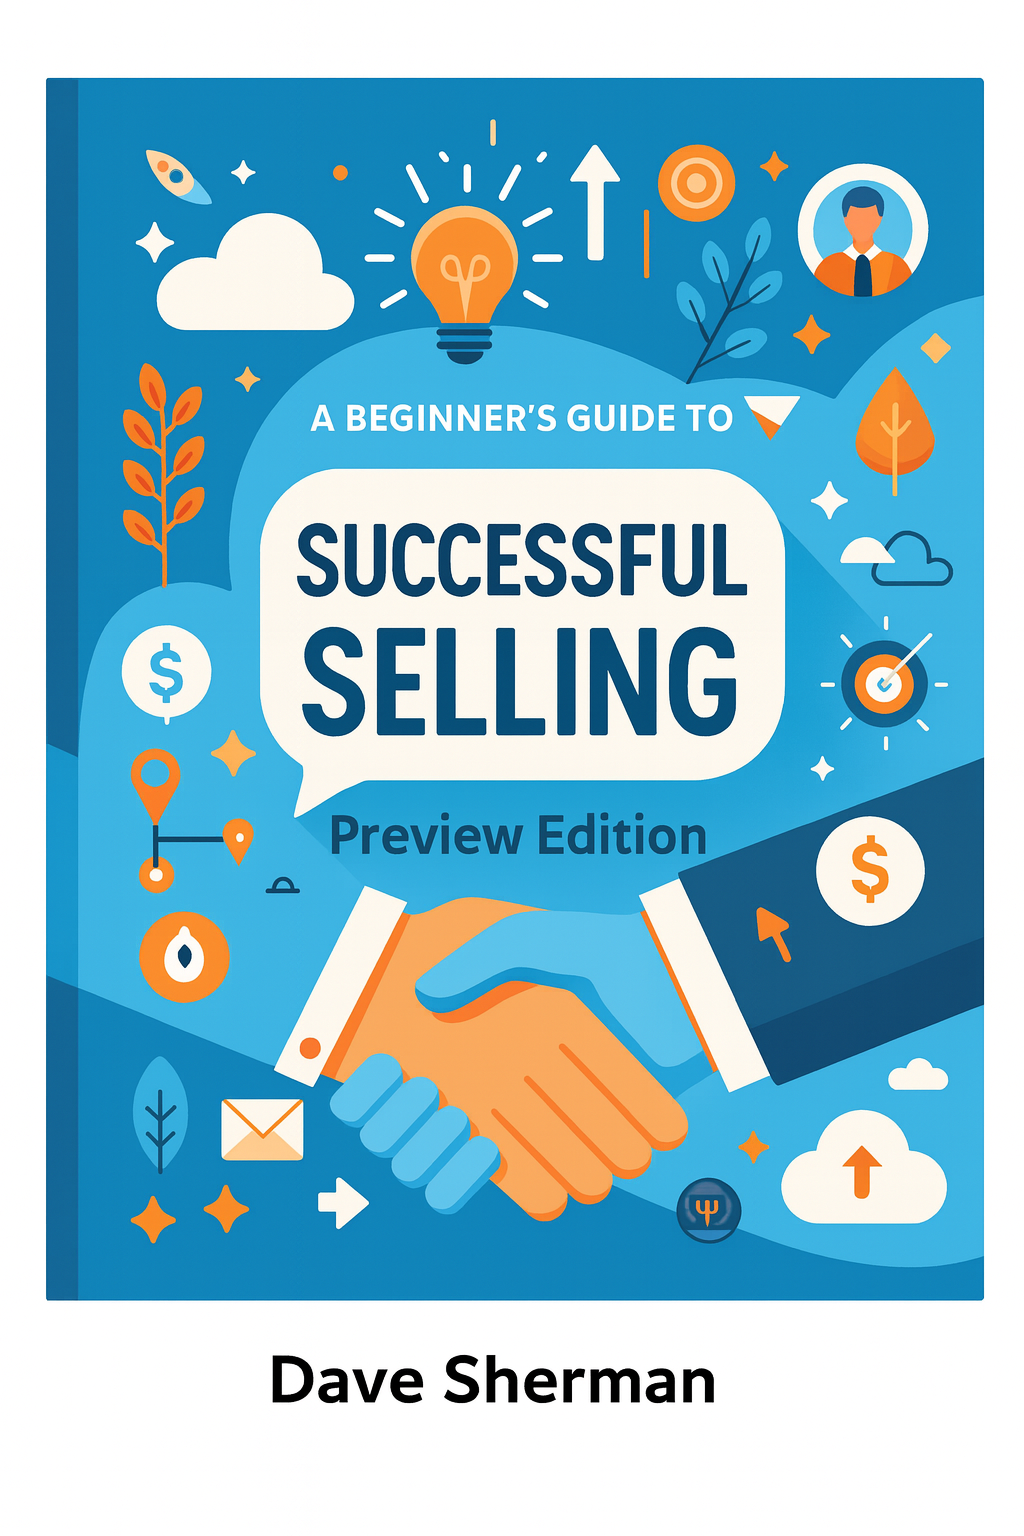 A BEGINNER'S GUIDE TO
SUCCESSFUL
SELLING
Preview Edition
$
$
Dave Sherman